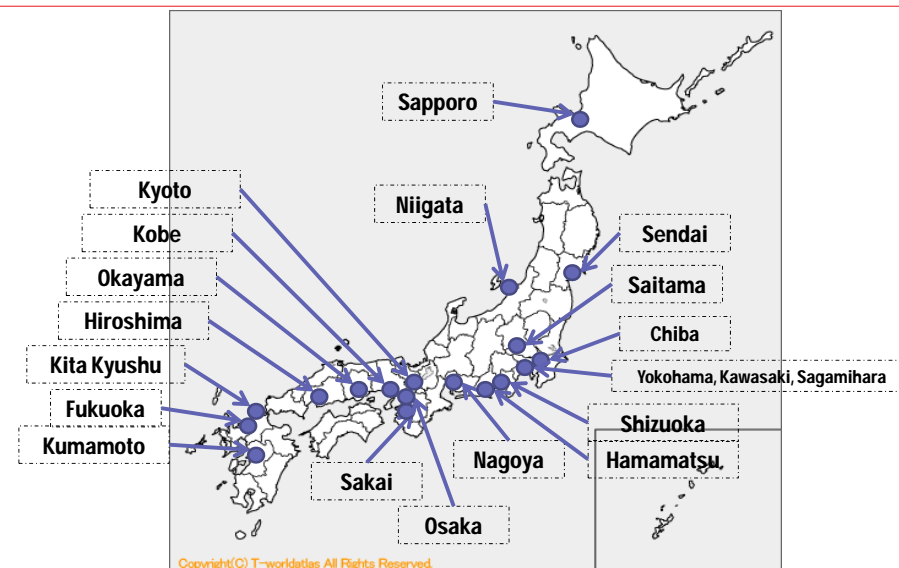 Sapporo
Kyoto
Niigata
Kobe
Sendai
Okayama
Saitama
Hiroshima
Chiba
Kita Kyushu
Yokohama, Kawasaki, Sagamihara
Fukuoka
Shizuoka
Kumamoto
Nagoya
Hamamatsu
Sakai
Osaka
Copyright(C) T-worldatlas All Rights Reserved.